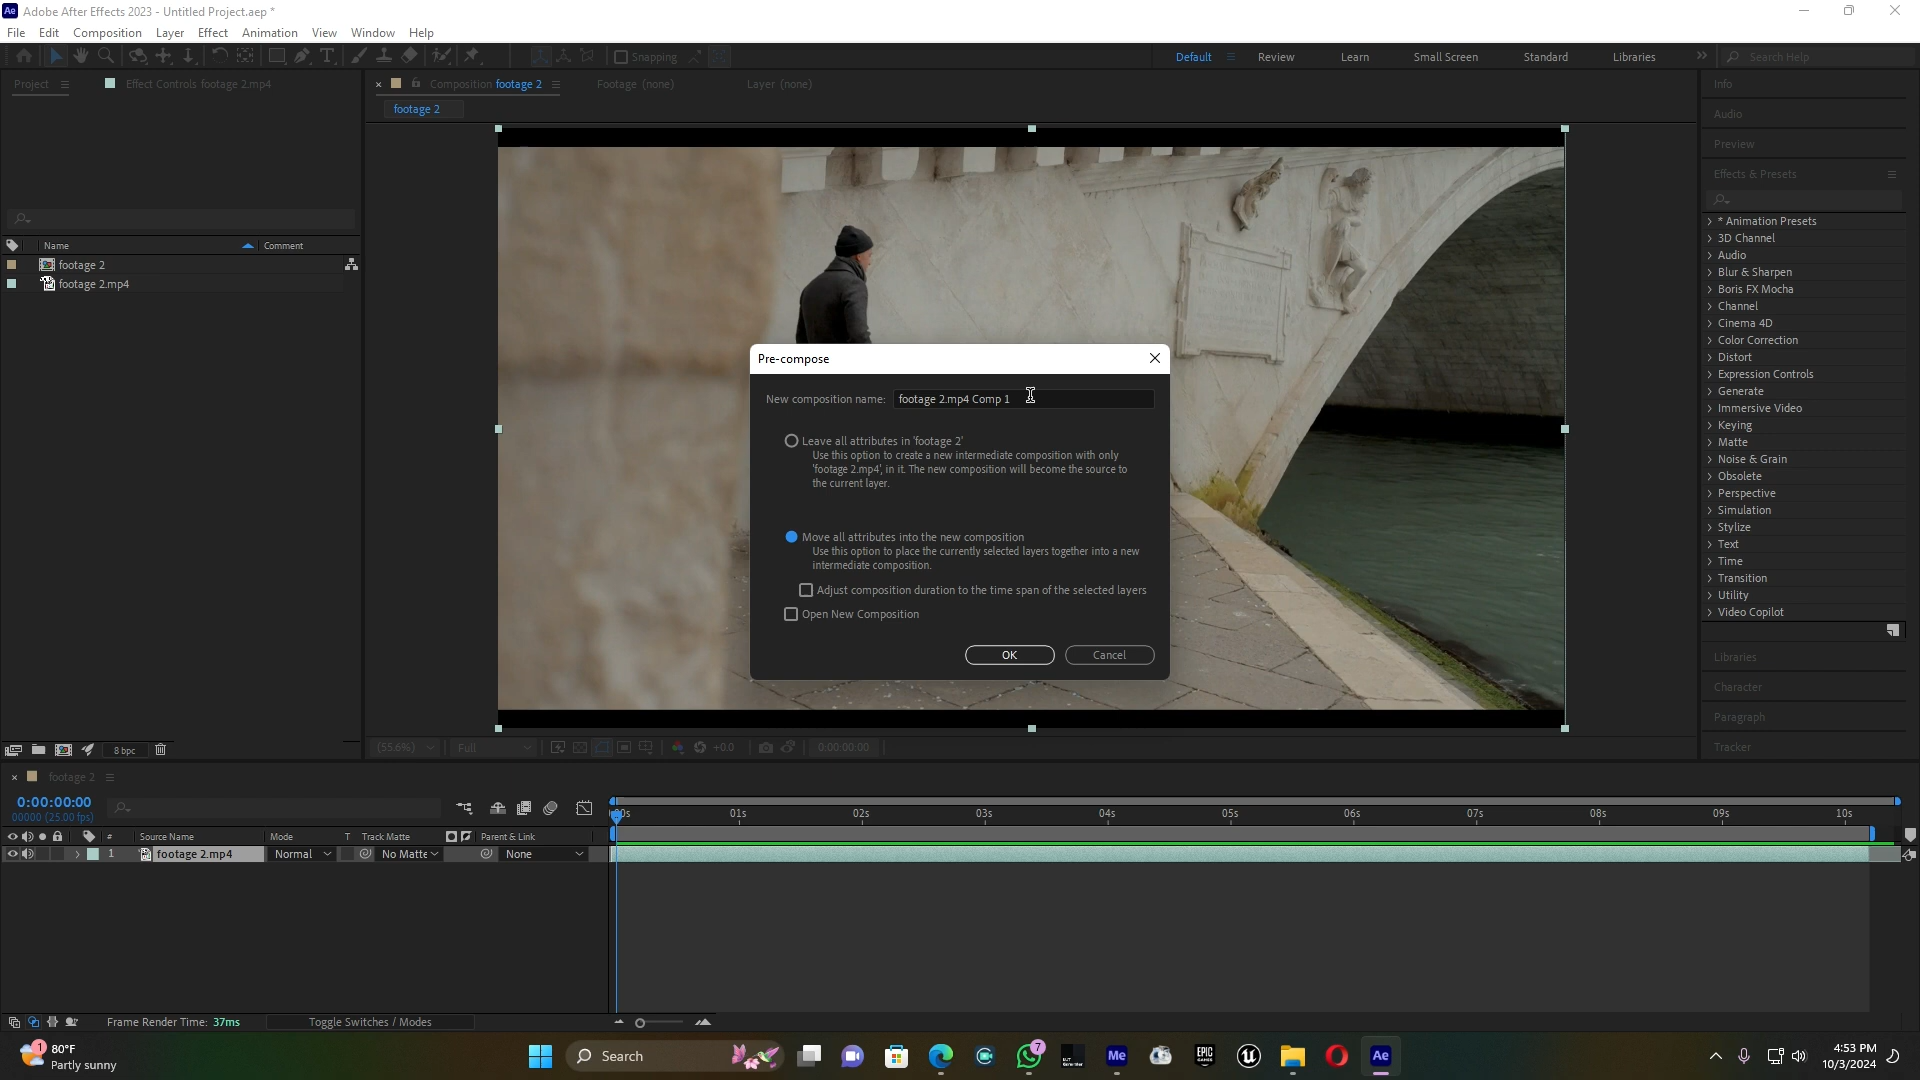 Ae Adobe After Effects 2023 - Untitled Project.aep *
File Edit Composition Layer Effect Animation View Window Help
Snapping Default Review Learn Small Screen Standard Libraries Search Help
Project Effect Controls footage 2.mp4
Composition footage 2 Footage (none) Layer (none)
footage 2
Name Comment
footage 2
footage 2.mp4
Pre-compose
New composition name: footage 2.mp4 Comp 1
Leave all attributes in 'footage 2'
Use this option to create a new intermediate composition with only
'footage 2.mp4', in it. The new composition will become the source to
the current layer.
Move all attributes into the new composition
Use this option to place the currently selected layers together into a new
intermediate composition.
Adjust composition duration to the time span of the selected layers
Open New Composition
OK Cancel
Info
Audio
Preview
Effects & Presets
* Animation Presets
3D Channel
Audio
Blur & Sharpen
Boris FX Mocha
Channel
Cinema 4D
Color Correction
Distort
Expression Controls
Generate
Immersive Video
Keying
Matte
Noise & Grain
Obsolete
Perspective
Simulation
Stylize
Text
Time
Transition
Utility
Video Copilot
Libraries
Character
Paragraph
Tracker
8 bpc
(55.6%) Full +0.0 0:00:00:00
footage 2
0:00:00:00
00000 (25.00 fps)
01s 02s 03s 04s 05s 06s 07s 08s 09s 10s
# Source Name Mode T Track Matte Parent & Link
1 footage 2.mp4 Normal No Matte None
Frame Render Time: 37ms Toggle Switches / Modes
1 80°F
Partly sunny
Search
7
Me
EPIC GAMES
Ae
4:53 PM
10/3/2024